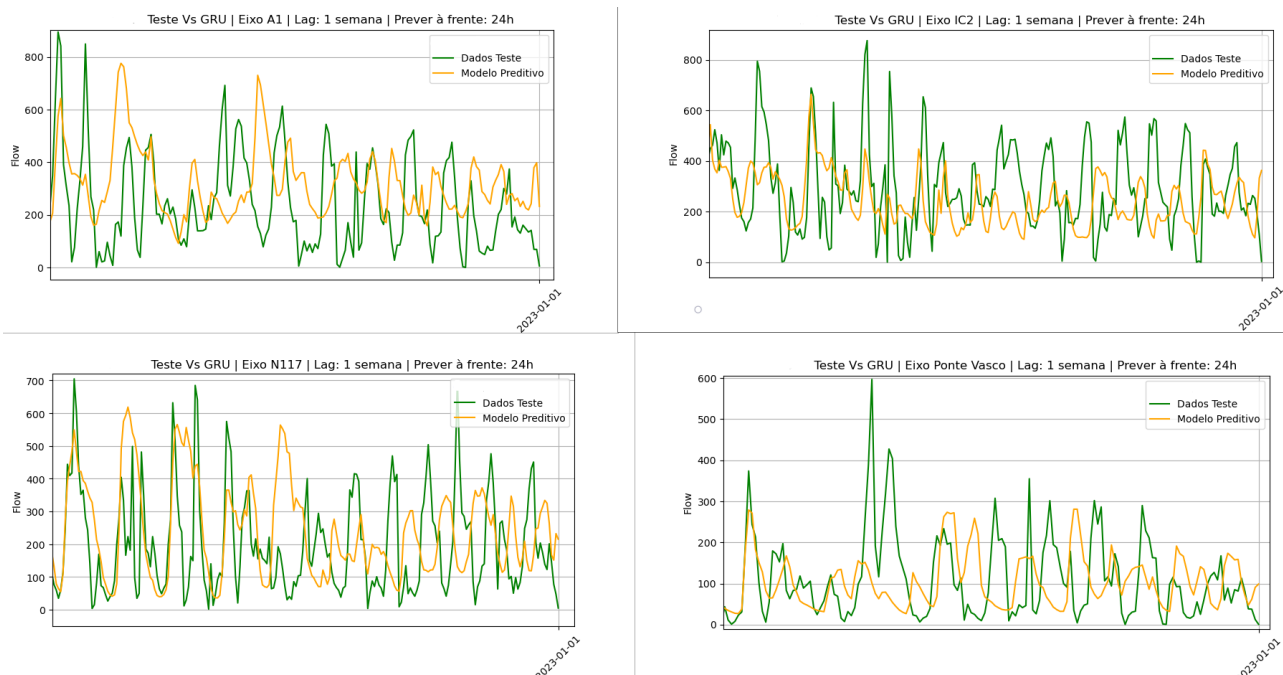 Teste Vs GRU | Eixo A1 | Lag: 1 semana | Prever à frente: 24h
Dados Teste
Modelo Preditivo
Flow
800
600
400
200
0
2023-01-01
Teste Vs GRU | Eixo IC2 | Lag: 1 semana | Prever à frente: 24h
Dados Teste
Modelo Preditivo
Flow
800
600
400
200
0
2023-01-01
Teste Vs GRU | Eixo N117 | Lag: 1 semana | Prever à frente: 24h
Dados Teste
Modelo Preditivo
Flow
700
600
500
400
300
200
100
0
2023-01-01
Teste Vs GRU | Eixo Ponte Vasco | Lag: 1 semana | Prever à frente: 24h
Dados Teste
Modelo Preditivo
Flow
600
500
400
300
200
100
0
2023-01-01